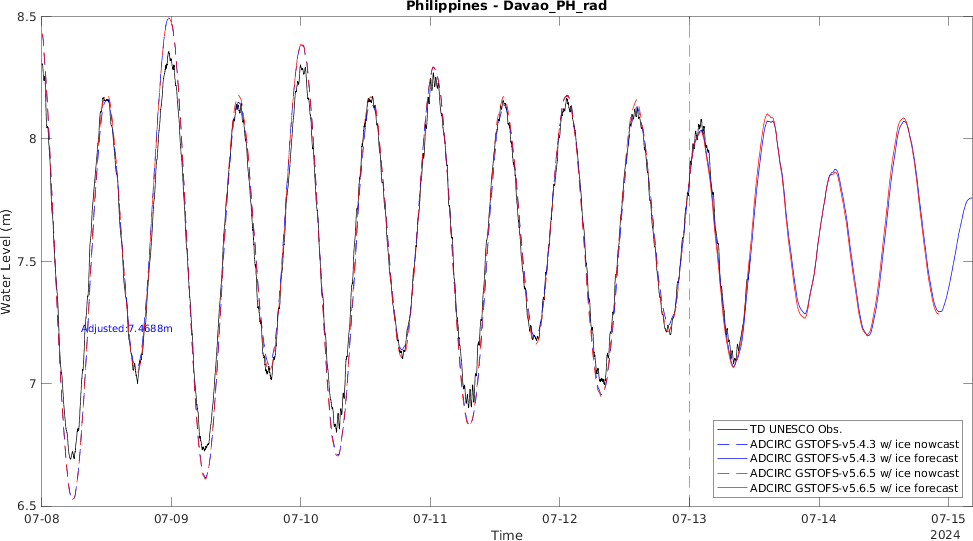 Philippines - Davao_PH_rad
8.5
8
7.5
7
6.5
Water Level (m)
Adjusted:7.4688m
TD UNESCO Obs.
ADCIRC GSTOFS-v5.4.3 w/ ice nowcast
ADCIRC GSTOFS-v5.4.3 w/ ice forecast
ADCIRC GSTOFS-v5.6.5 w/ ice nowcast
ADCIRC GSTOFS-v5.6.5 w/ ice forecast
07-08 07-09 07-10 07-11 07-12 07-13 07-14 07-15
2024
Time